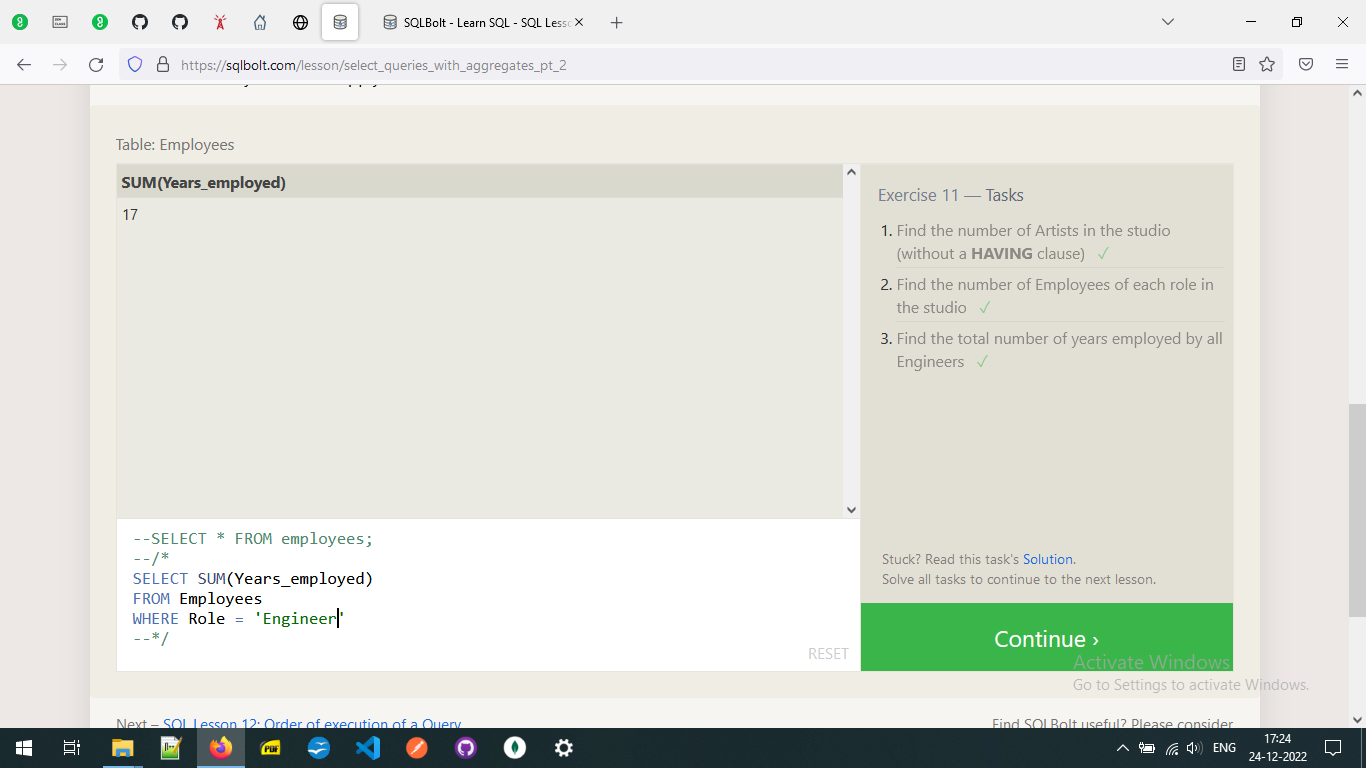 SQLBolt - Learn SQL - SQL Lesso
https://sqlbolt.com/lesson/select_queries_with_aggregates_pt_2
Table: Employees
SUM(Years_employed)
17
Exercise 11 — Tasks
1. Find the number of Artists in the studio
(without a HAVING clause) ✓
2. Find the number of Employees of each role in
the studio ✓
3. Find the total number of years employed by all
Engineers ✓
Stuck? Read this task's Solution.
Solve all tasks to continue to the next lesson.
--SELECT * FROM employees;
--/*
SELECT SUM(Years_employed)
FROM Employees
WHERE Role = 'Engineer'
--*/
RESET
Continue ›
Activate Windows
Go to Settings to activate Windows.
Next – SQL Lesson 12: Order of execution of a Query
Find SQLBolt useful? Please consider
PDF
ENG
17:24
24-12-2022